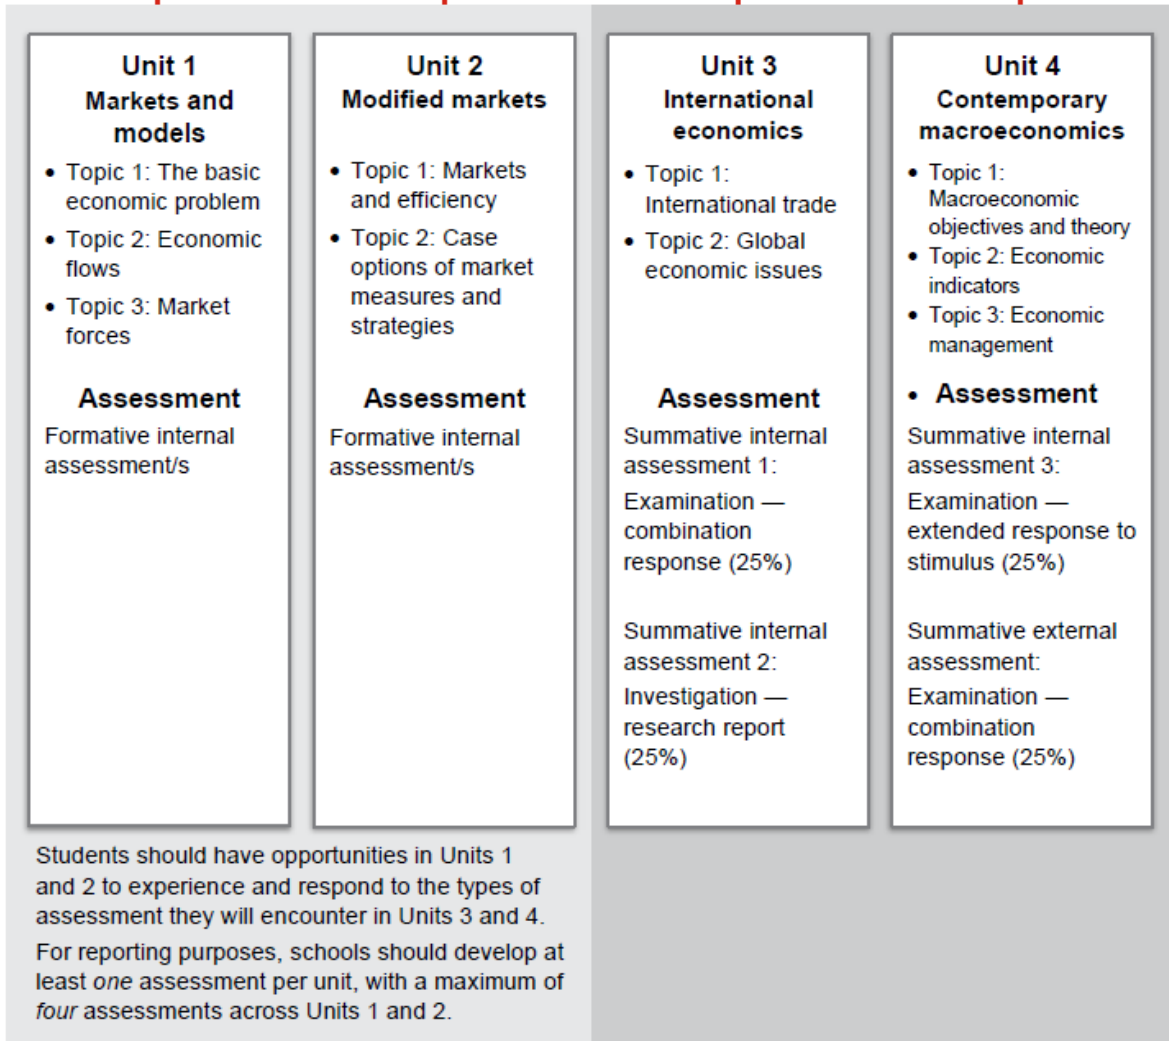 Unit 1
Markets and
models
• Topic 1: The basic
economic problem
• Topic 2: Economic
flows
• Topic 3: Market
forces
Assessment
Formative internal
assessment/s
Unit 2
Modified markets
• Topic 1: Markets
and efficiency
• Topic 2: Case
options of market
measures and
strategies
Assessment
Formative internal
assessment/s
Unit 3
International
economics
• Topic 1:
International trade
• Topic 2: Global
economic issues
Assessment
Summative internal
assessment 1:
Examination —
combination
response (25%)
Summative internal
assessment 2:
Investigation —
research report
(25%)
Unit 4
Contemporary
macroeconomics
• Topic 1:
Macroeconomic
objectives and theory
• Topic 2: Economic
indicators
• Topic 3: Economic
management
• Assessment
Summative internal
assessment 3:
Examination —
extended response to
stimulus (25%)
Summative external
assessment:
Examination —
combination
response (25%)
Students should have opportunities in Units 1
and 2 to experience and respond to the types of
assessment they will encounter in Units 3 and 4.
For reporting purposes, schools should develop at
least one assessment per unit, with a maximum of
four assessments across Units 1 and 2.